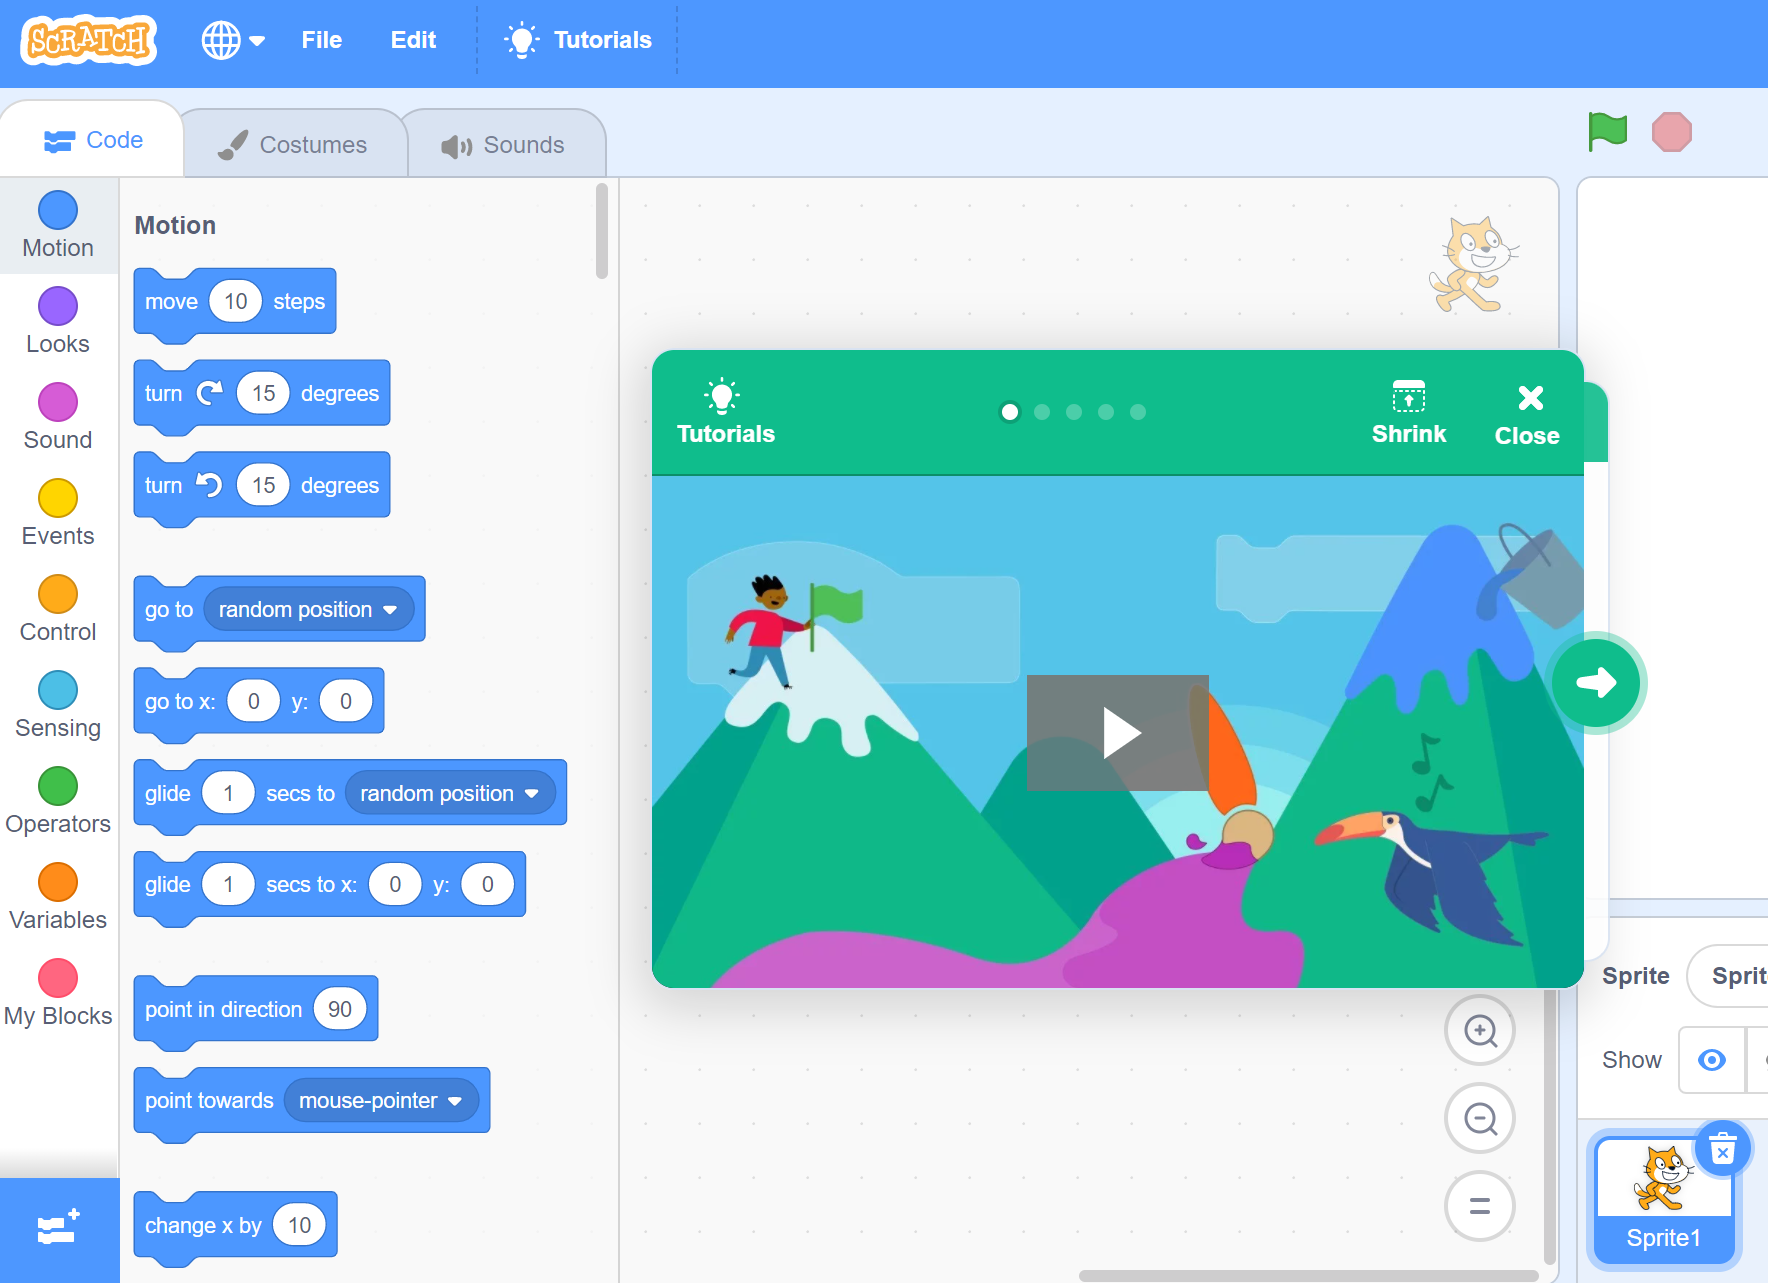 SCRATCH
File
Edit
Tutorials
Code
Costumes
Sounds
Motion
Looks
Sound
Events
Control
Sensing
Operators
Variables
My Blocks
Motion
move 10 steps
turn 15 degrees
turn 15 degrees
go to random position
go to x: 0 y: 0
glide 1 secs to random position
glide 1 secs to x: 0 y: 0
point in direction 90
point towards mouse-pointer
change x by 10
Tutorials
Shrink
Close
Sprite
Sprit
Show
Sprite1